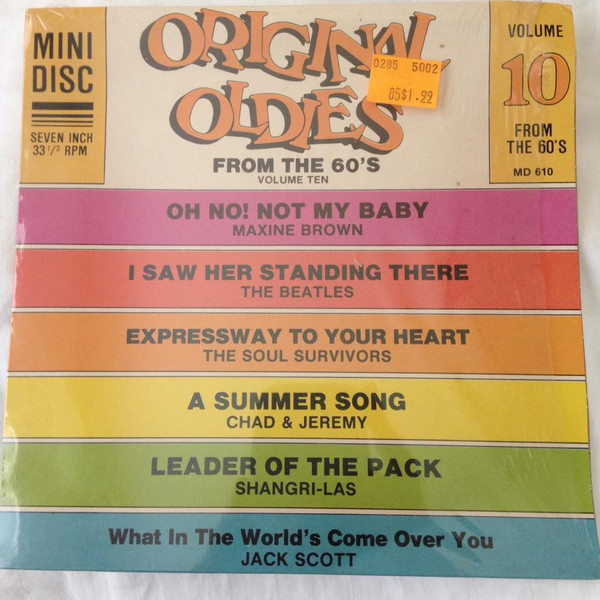 MINI
DISC
SEVEN INCH
33 1/3 RPM
ORIGINAL
OLDIES
FROM THE 60'S
VOLUME TEN
0285 5002
85$1.99
VOLUME
10
FROM
THE 60'S
MD 610
OH NO! NOT MY BABY
MAXINE BROWN
I SAW HER STANDING THERE
THE BEATLES
EXPRESSWAY TO YOUR HEART
THE SOUL SURVIVORS
A SUMMER SONG
CHAD & JEREMY
LEADER OF THE PACK
SHANGRI-LAS
What In The World's Come Over You
JACK SCOTT